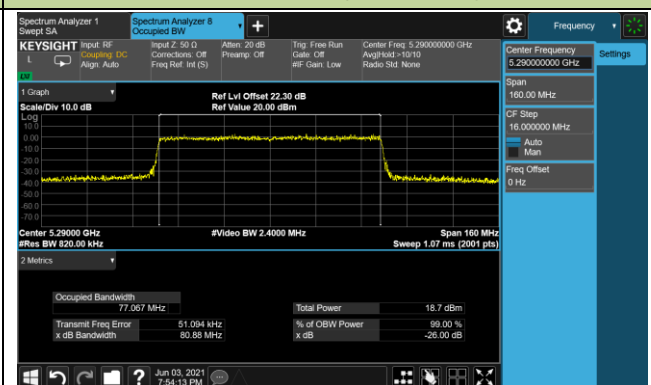 Spectrum Analyzer 1
Swept SA
Spectrum Analyzer 8
Occupied BW
+
Frequency
KEYSIGHT
L
LW
Input: RF
Coupling: DC
Align: Auto
Input Z: 50 Ω
Corrections: Off
Freq Ref: Int (S)
Atten: 20 dB
Preamp: Off
Trig: Free Run
Gate: Off
#IF Gain: Low
Center Freq: 5.290000000 GHz
Avg|Hold:>10/10
Radio Std: None
Center Frequency
5.290000000 GHz
Settings
Span
160.00 MHz
CF Step
16.000000 MHz
Auto
Man
Freq Offset
0 Hz
1 Graph
Scale/Div 10.0 dB
Ref Lvl Offset 22.30 dB
Ref Value 20.00 dBm
Log
10.0
0.00
-10.0
-20.0
-30.0
-40.0
-50.0
-60.0
-70.0
Center 5.29000 GHz
#Res BW 820.00 kHz
#Video BW 2.4000 MHz
Span 160 MHz
Sweep 1.07 ms (2001 pts)
2 Metrics
Occupied Bandwidth
77.067 MHz
Total Power 18.7 dBm
Transmit Freq Error 51.094 kHz
% of OBW Power 99.00 %
x dB Bandwidth 80.88 MHz
x dB -26.00 dB
?
Jun 03, 2021
7:54:13 PM